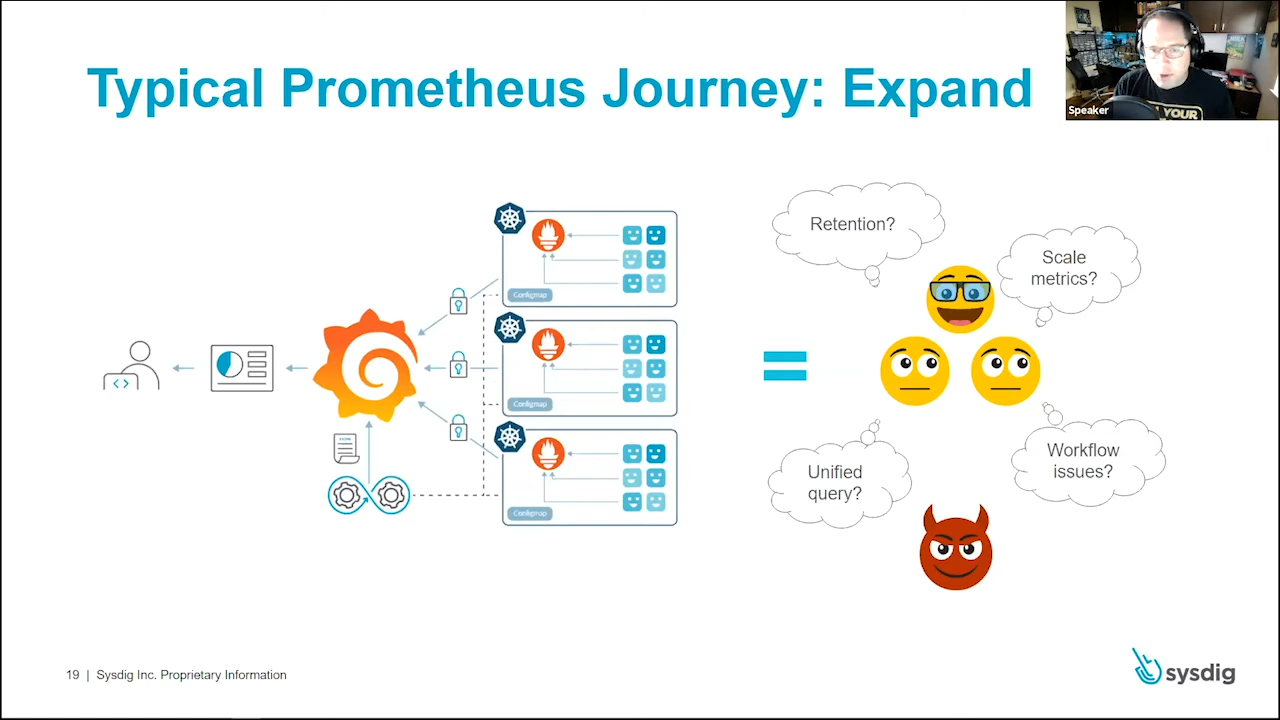 Typical Prometheus Journey: Expand
Speaker
YOUR
Retention?
Scale
metrics?
Configmap
Configmap
Configmap
Unified
query?
Workflow
issues?
19 | Sysdig Inc. Proprietary Information
sysdig